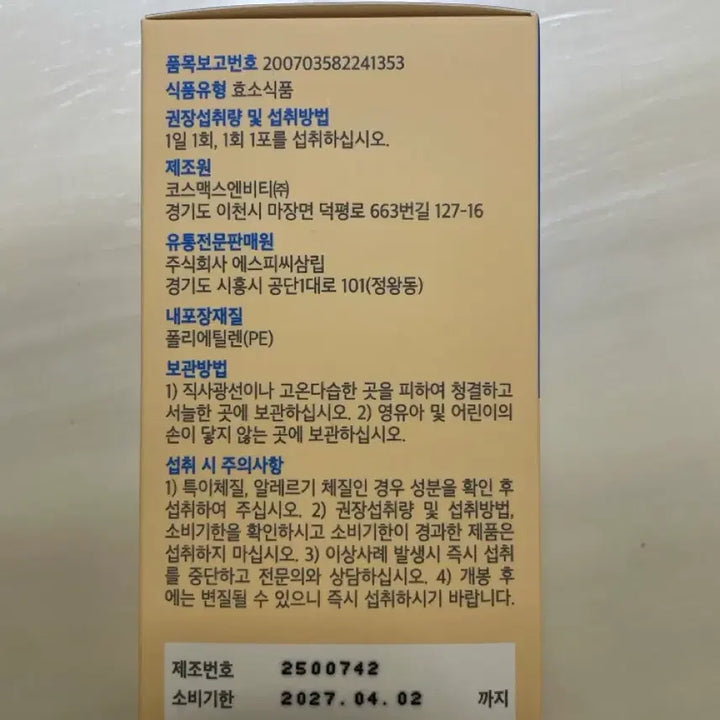 품목보고번호 200703582241353
식품유형 효소식품
권장섭취량 및 섭취방법
1일 1회, 1회 1포를 섭취하십시오.
제조원
코스맥스엔비티㈜
경기도 이천시 마장면 덕평로 663번길 127-16
유통전문판매원
주식회사 에스피씨삼립
경기도 시흥시 공단1대로 101(정왕동)
내포장재질
폴리에틸렌(PE)
보관방법
1) 직사광선이나 고온다습한 곳을 피하여 청결하고
서늘한 곳에 보관하십시오. 2) 영유아 및 어린이의
손이 닿지 않는 곳에 보관하십시오.
섭취 시 주의사항
1) 특이체질, 알레르기 체질인 경우 성분을 확인 후
섭취하여 주십시오. 2) 권장섭취량 및 섭취방법,
소비기한을 확인하시고 소비기한이 경과한 제품은
섭취하지 마십시오. 3) 이상사례 발생시 즉시 섭취
를 중단하고 전문의와 상담하십시오. 4) 개봉 후
에는 변질될 수 있으니 즉시 섭취하시기 바랍니다.
제조번호 2500742
소비기한 2027.04.02 까지